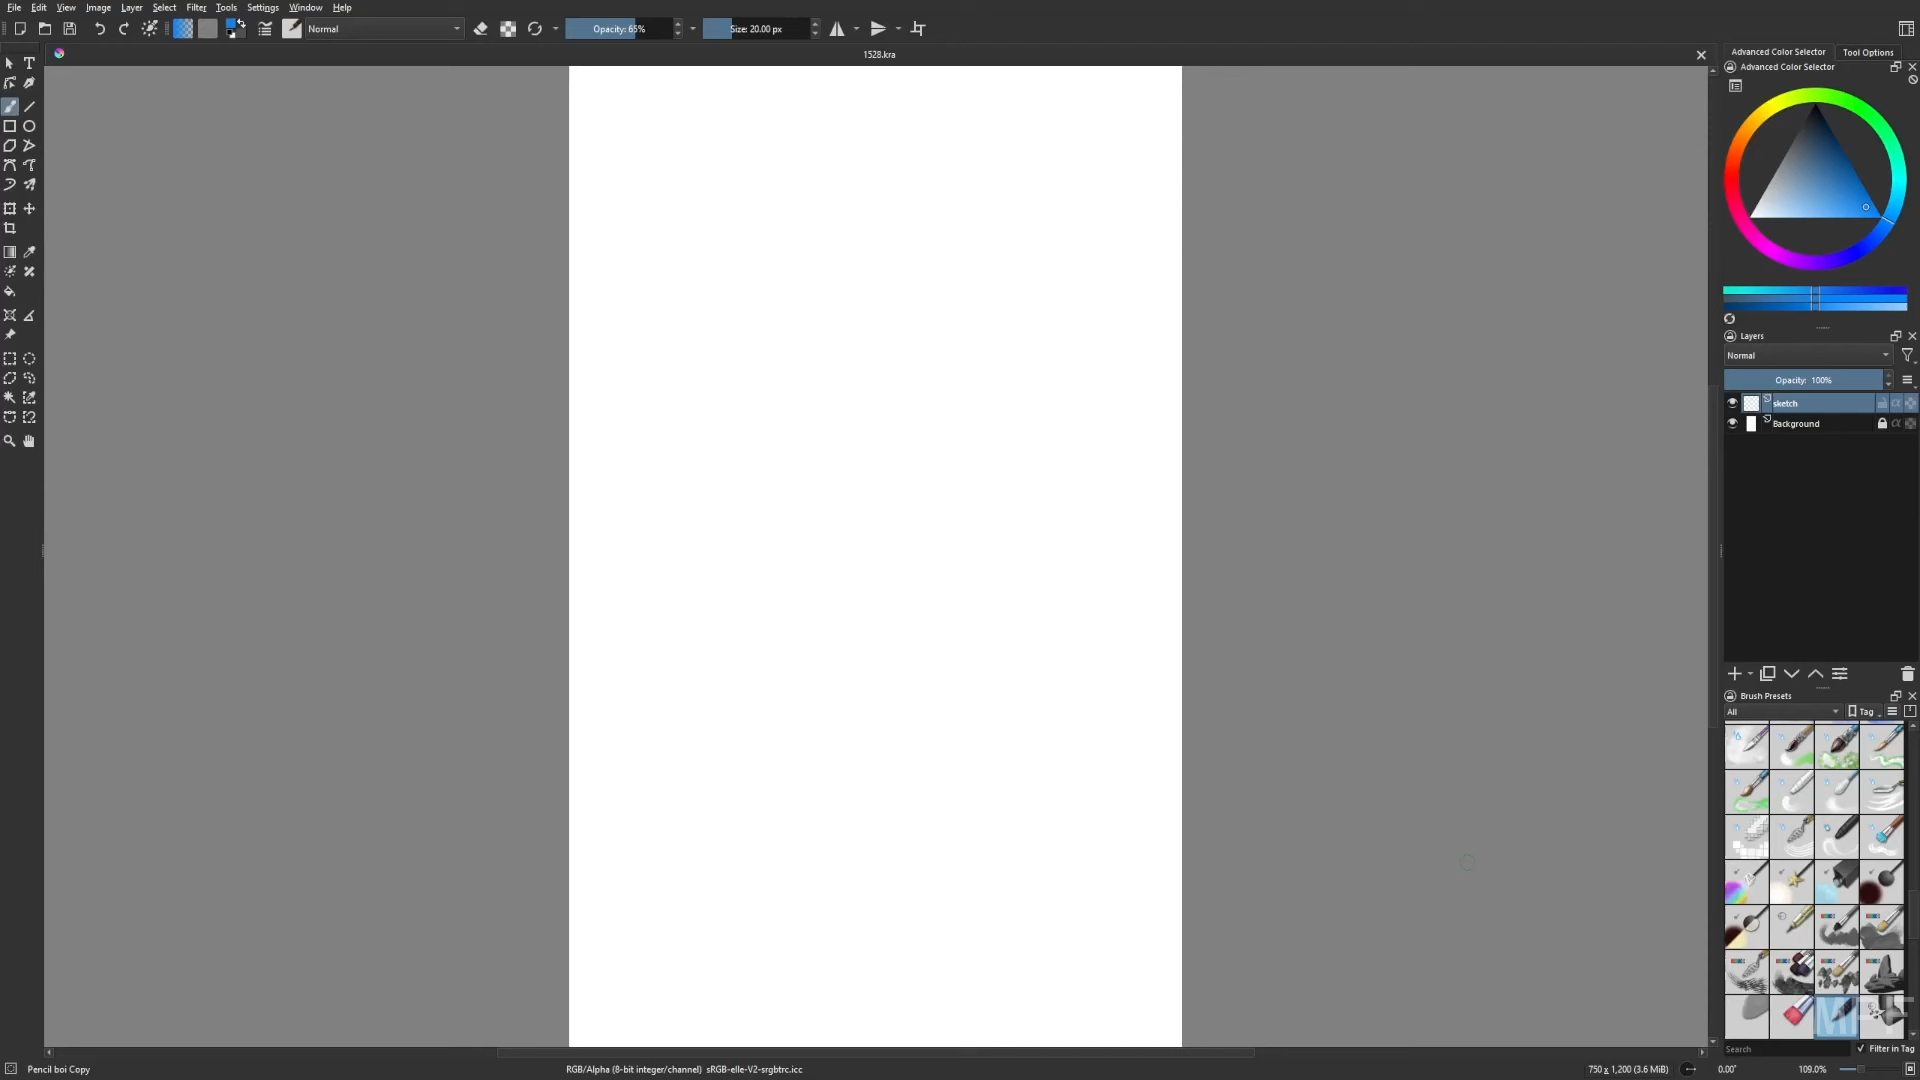 File Edit View Image Layer Select Filter Tools Settings Window Help
Normal Opacity: 65% Size: 20.00 px
1528.kra
Advanced Color Selector Tool Options
Advanced Color Selector
Layers
Normal
Opacity: 100%
sketch
Background
Brush Presets
All Tag
Search Filter in Tag
Pencil boi Copy RGB/Alpha (8-bit integer/channel) sRGB-elle-V2-srgbtrc.icc 750 x 1,200 (3.6 MiB) 0.00° 109.0%